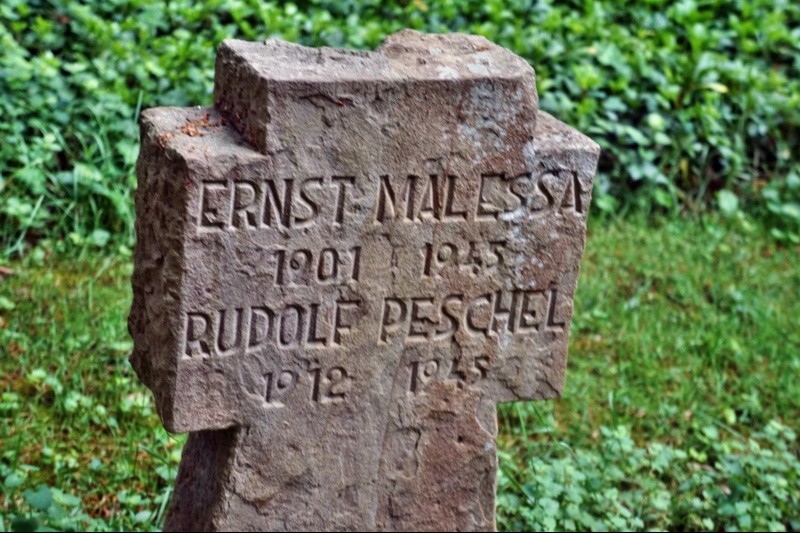 ERNST MALESSA
1901 1945
RUDOLF PESCHEL
1912 1945